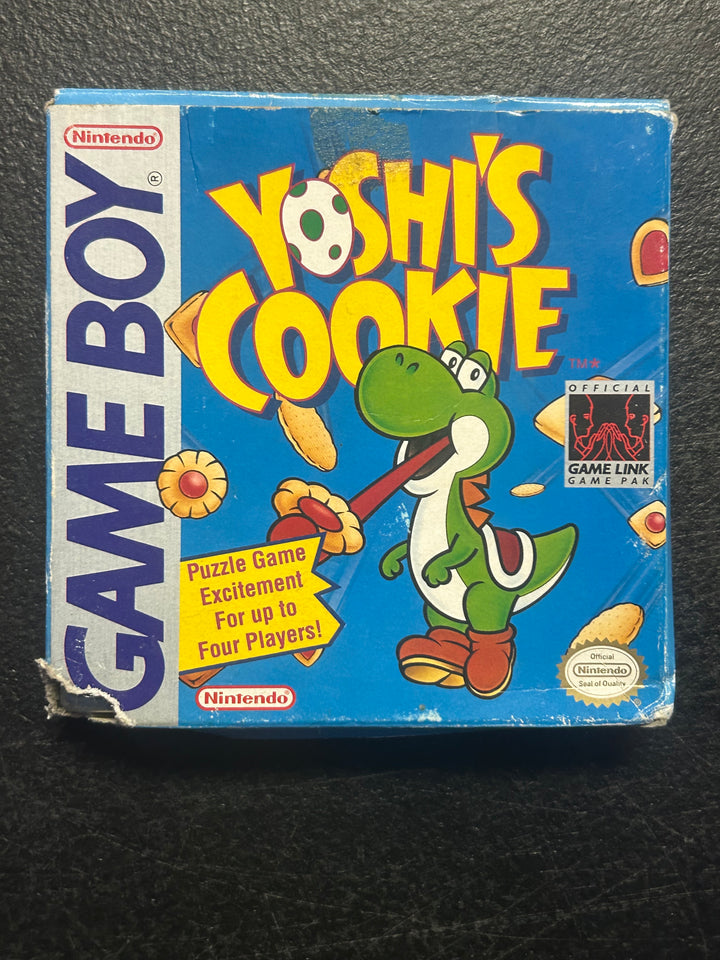 Nintendo®
GAME BOY®
YOSHI'S
COOKIE
TM*
OFFICIAL
GAME LINK
GAME PAK
Puzzle Game
Excitement
For up to
Four Players!
Nintendo®
Official
Nintendo®
Seal of Quality